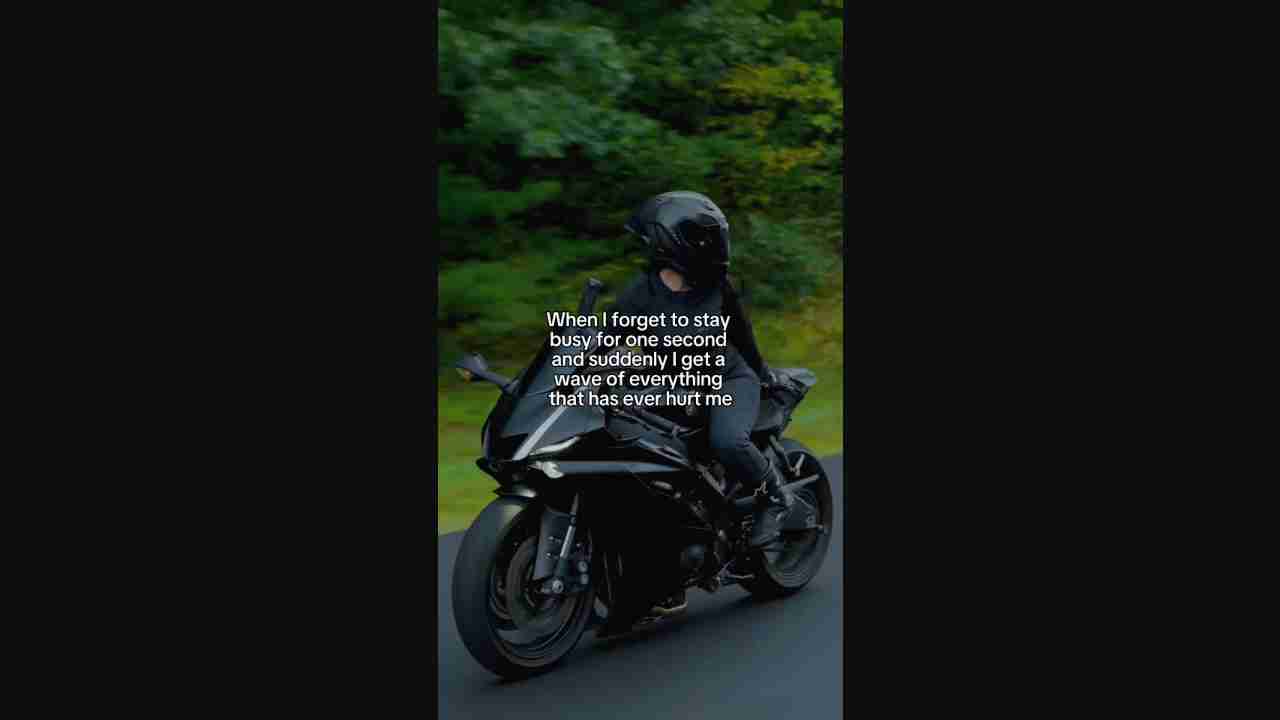 When I forget to stay
busy for one second
and suddenly I get a
wave of everything
that has ever hurt me